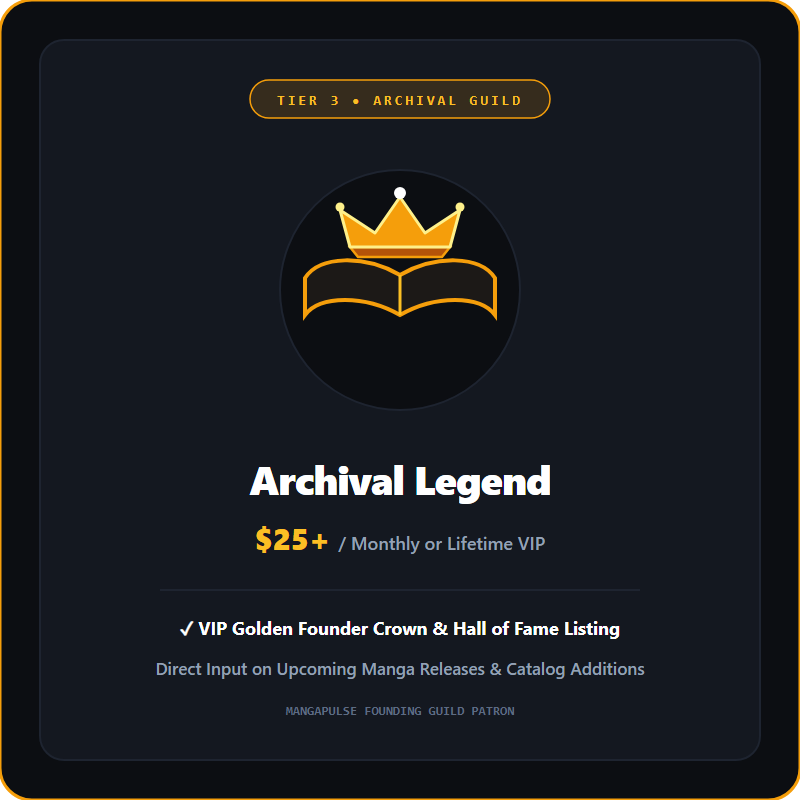 TIER 3 • ARCHIVAL GUILD
Archival Legend
$25+ / Monthly or Lifetime VIP
✓ VIP Golden Founder Crown & Hall of Fame Listing
Direct Input on Upcoming Manga Releases & Catalog Additions
MANGAPULSE FOUNDING GUILD PATRON